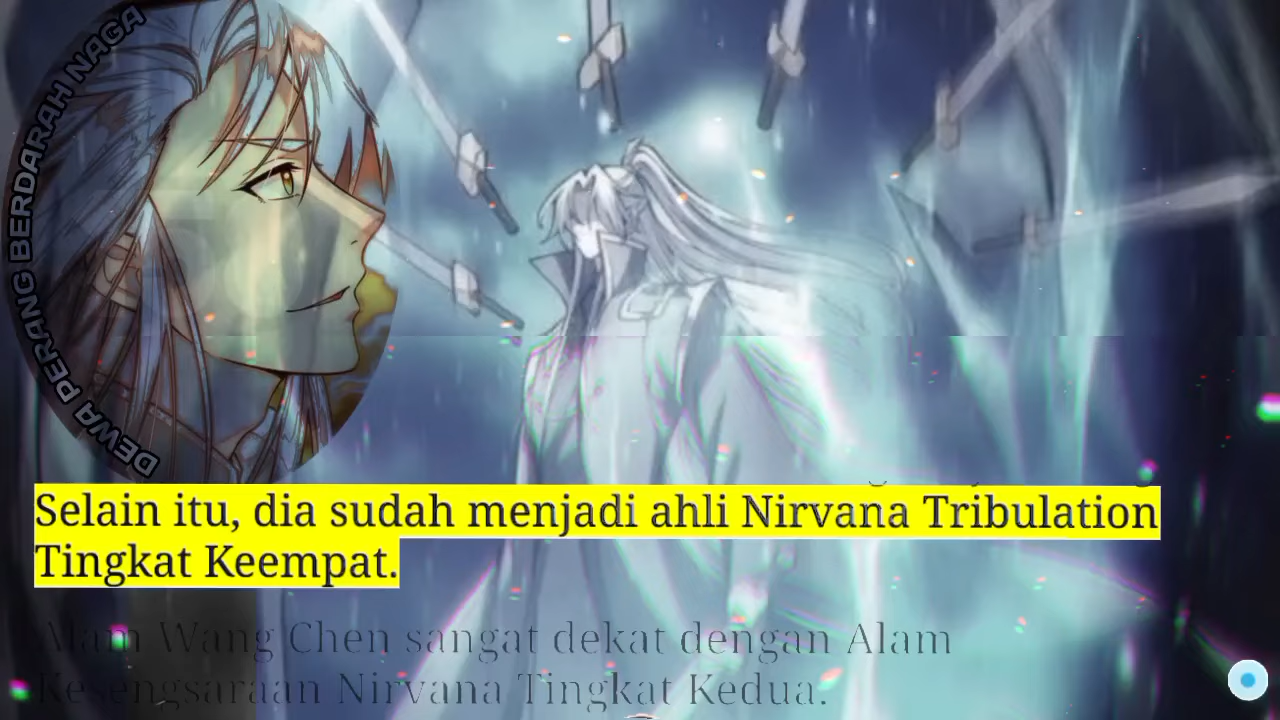 DEWA PERANG BERDARAH NAGA
Selain itu, dia sudah menjadi ahli Nirvana Tribulation
Tingkat Keempat.
Alam Wang Chen sangat dekat dengan Alam
Kesengsaraan Nirvana Tingkat Kedua.